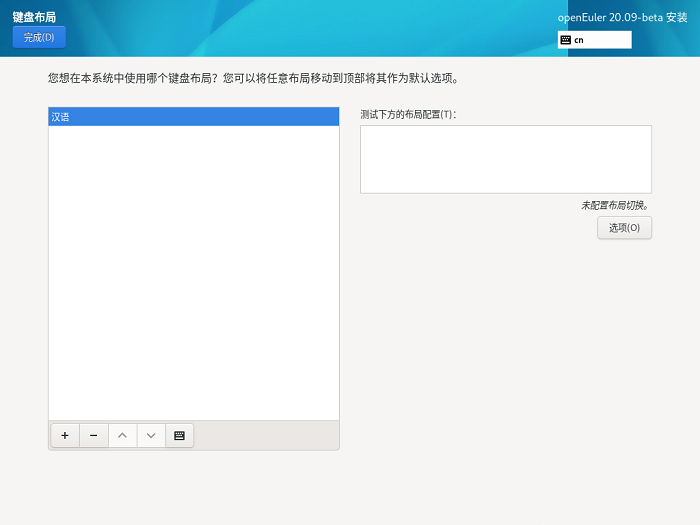 键盘布局
openEuler 20.09-beta 安装
完成(D)
cn
您想在本系统中使用哪个键盘布局？您可以将任意布局移动到顶部将其作为默认选项。
汉语
测试下方的布局配置(T)：
未配置布局切换。
选项(O)